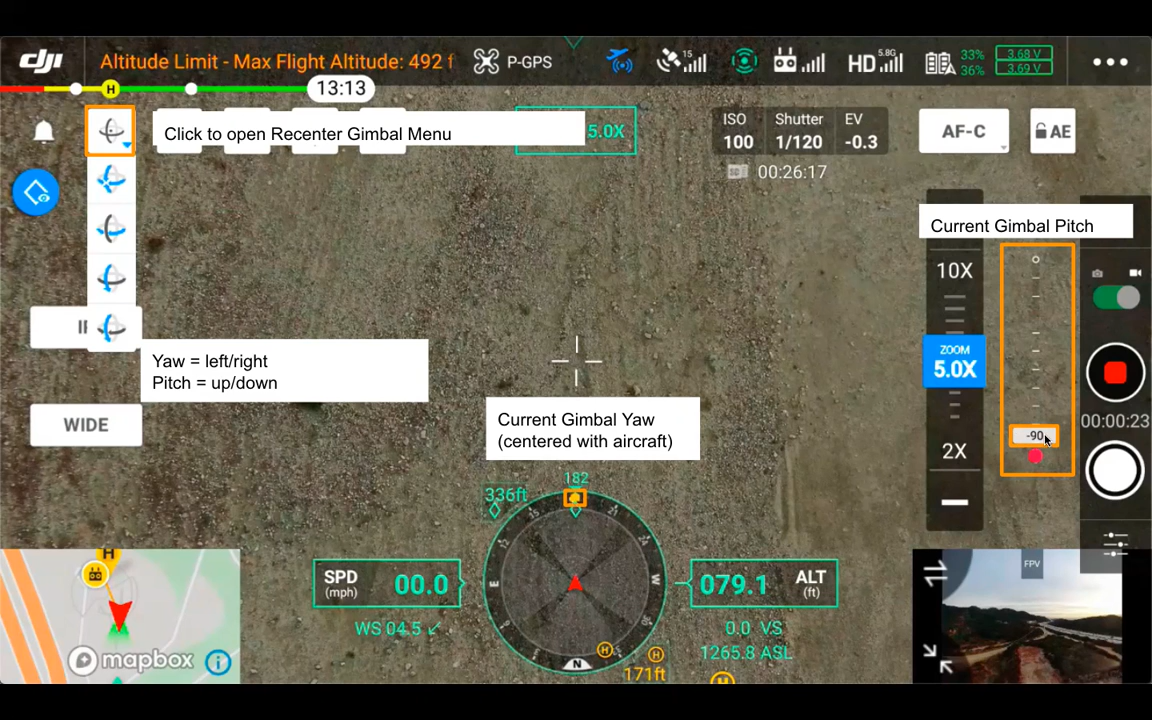 dji
Altitude Limit - Max Flight Altitude: 492 f
P-GPS
15
HD
5.8G
33%
36%
3.68 V
3.69 V
H
13:13
Click to open Recenter Gimbal Menu
5.0X
ISO
100
Shutter
1/120
EV
-0.3
AF-C
AE
00:26:17
Current Gimbal Pitch
10X
ZOOM
5.0X
2X
-90
00:00:23
Yaw = left/right
Pitch = up/down
WIDE
Current Gimbal Yaw
(centered with aircraft)
182
336ft
E
W
N
SPD
(mph)
00.0
WS 04.5
079.1
ALT
(ft)
0.0 VS
1265.8 ASL
H
H
171ft
H
H
mapbox
i
FPV